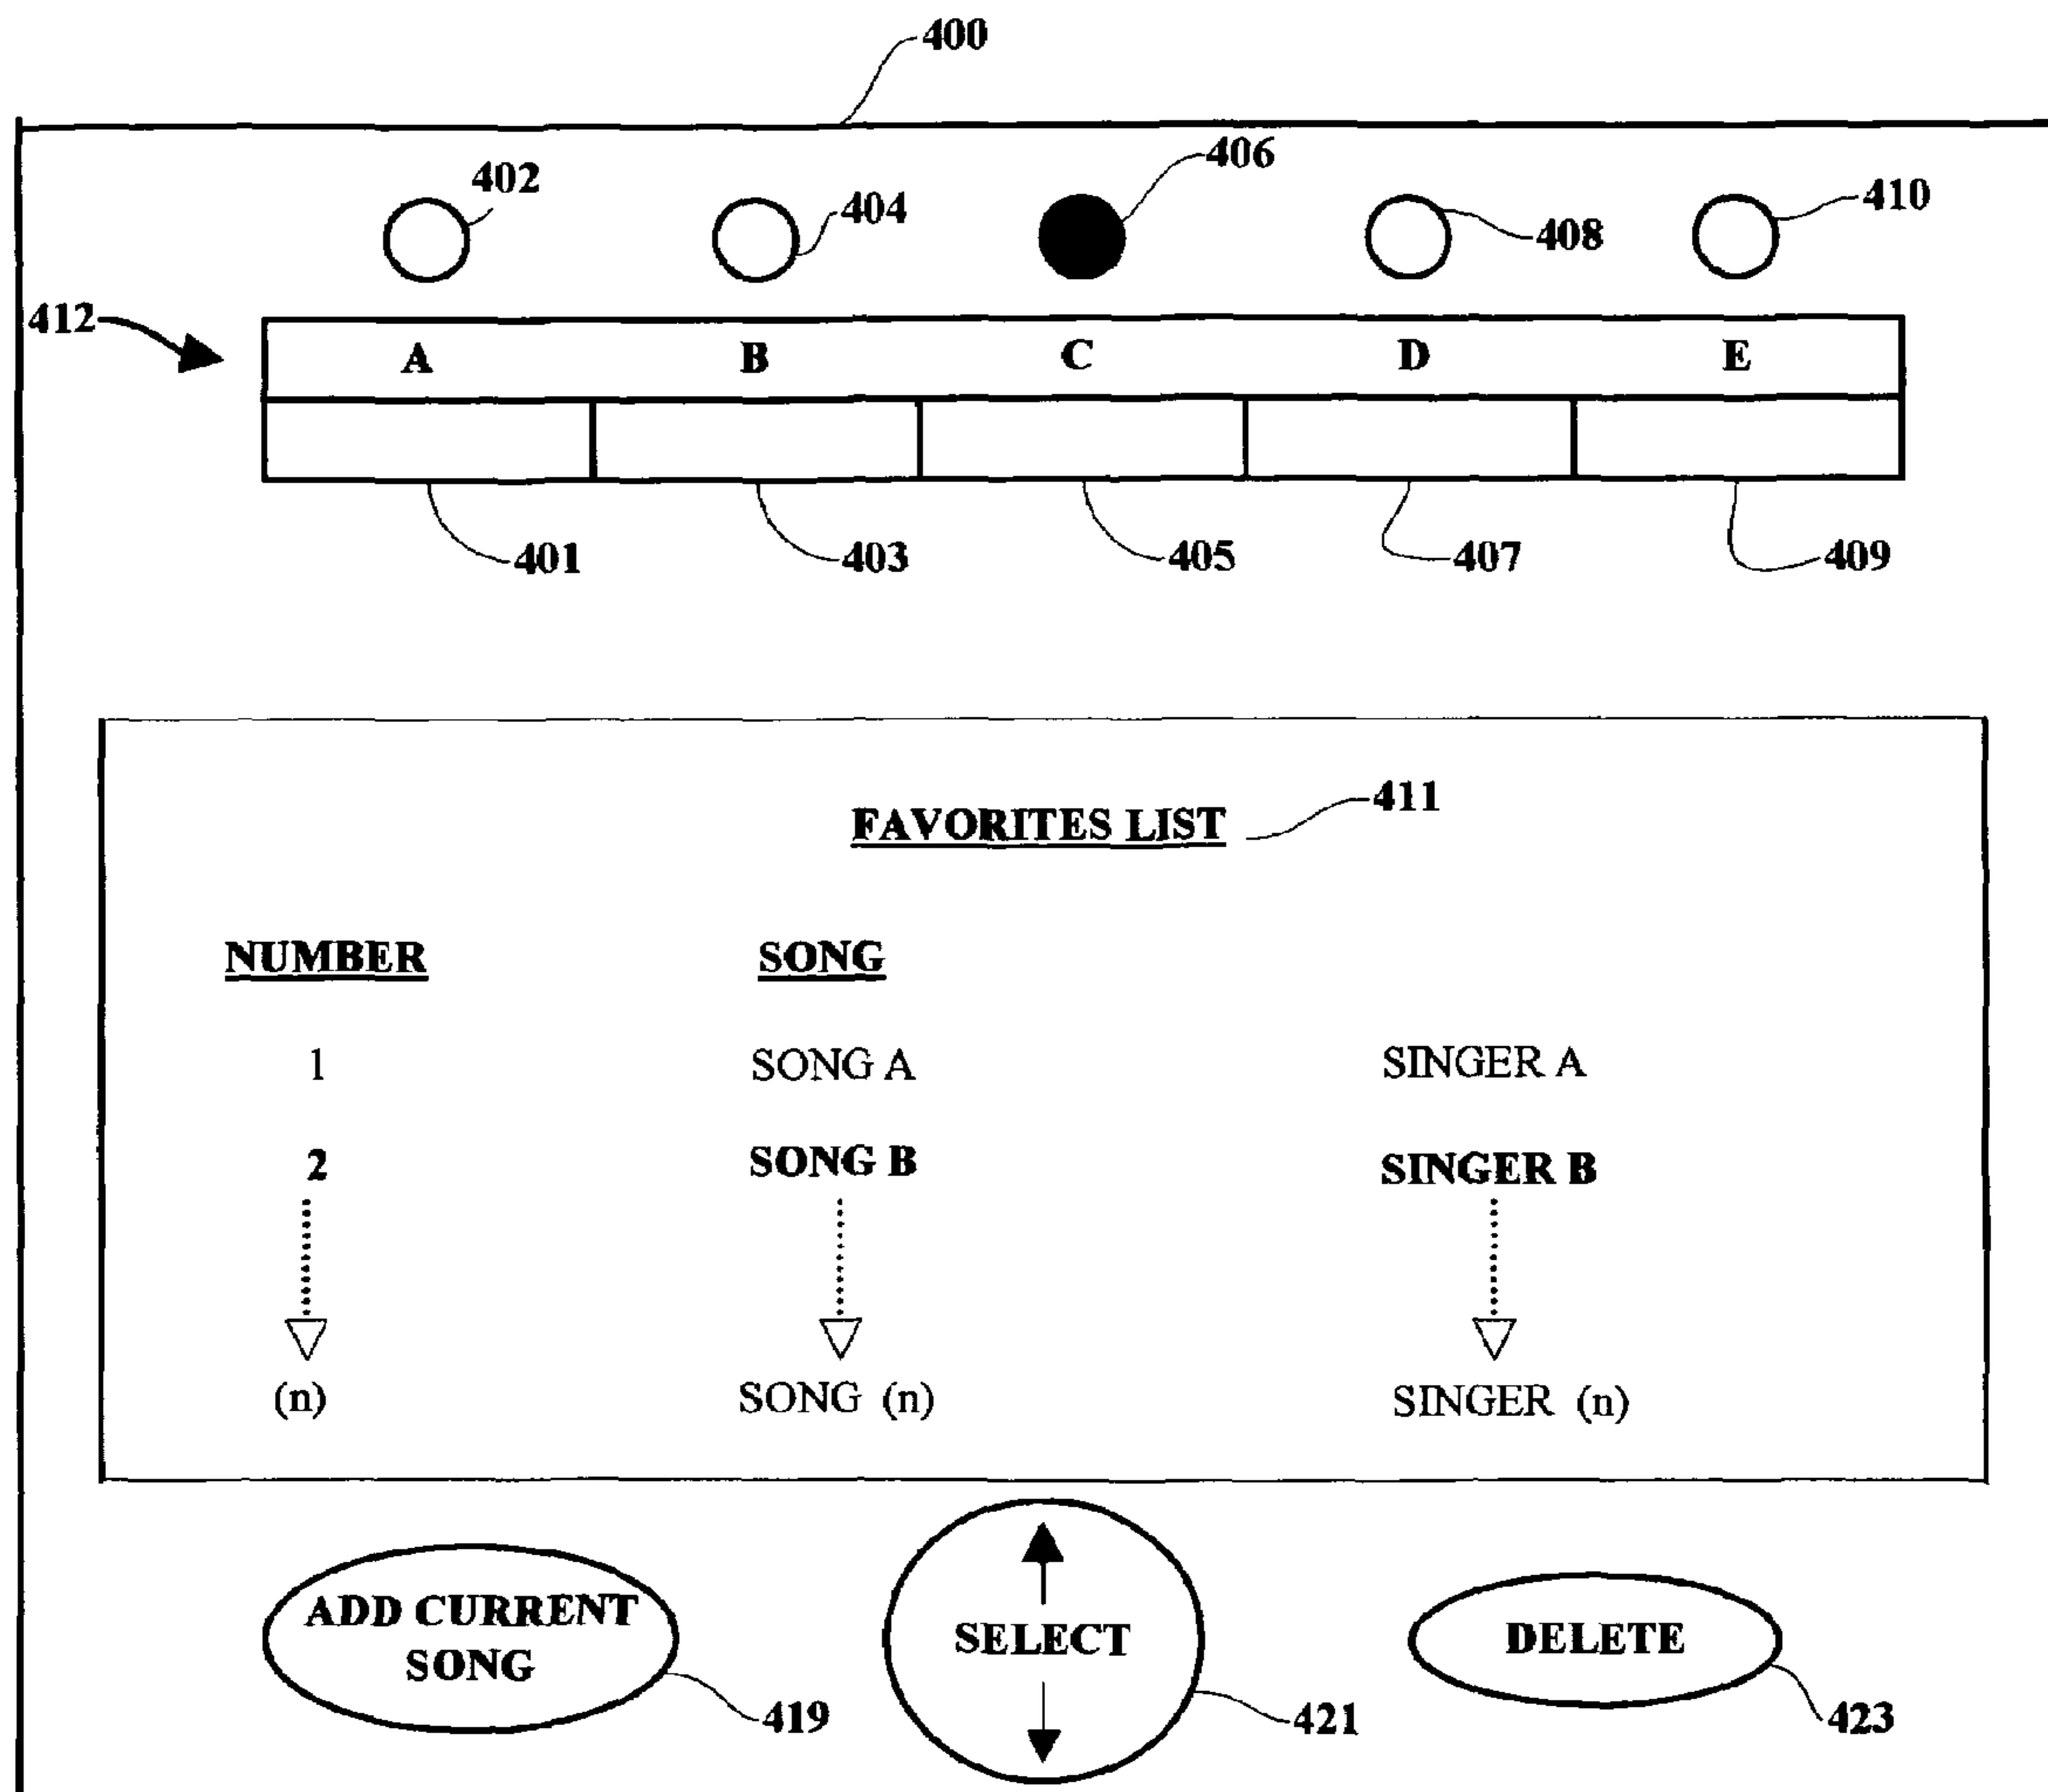 400
402
404
406
408
410
412
A B C D E
401 403 405 407 409
FAVORITES LIST 411
NUMBER SONG
1 SONG A SINGER A
2 SONG B SINGER B
(n) SONG (n) SINGER (n)
ADD CURRENT
SONG
419
SELECT
421
DELETE
423